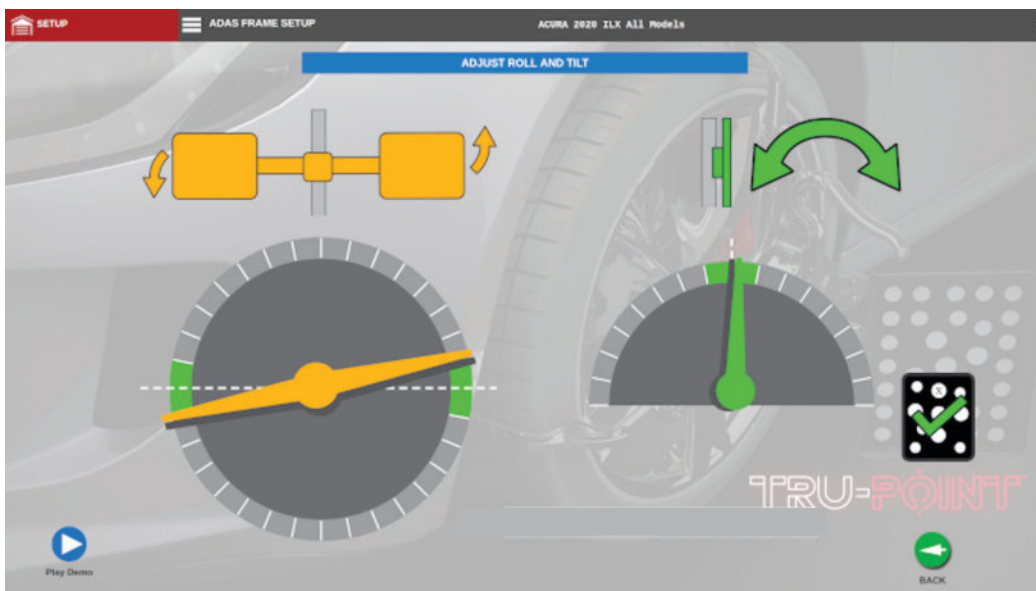 SETUP
ADAS FRAME SETUP
ACURA 2020 ILX All Models
ADJUST ROLL AND TILT
X
TRU-POINT
Play Demo
BACK